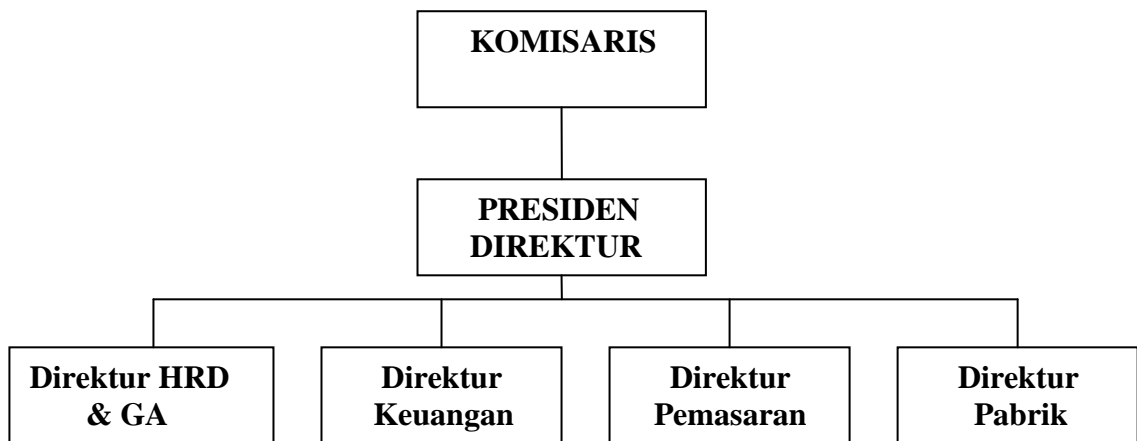 KOMISARIS
PRESIDEN
DIREKTUR
Direktur HRD
& GA
Direktur
Keuangan
Direktur
Pemasaran
Direktur
Pabrik